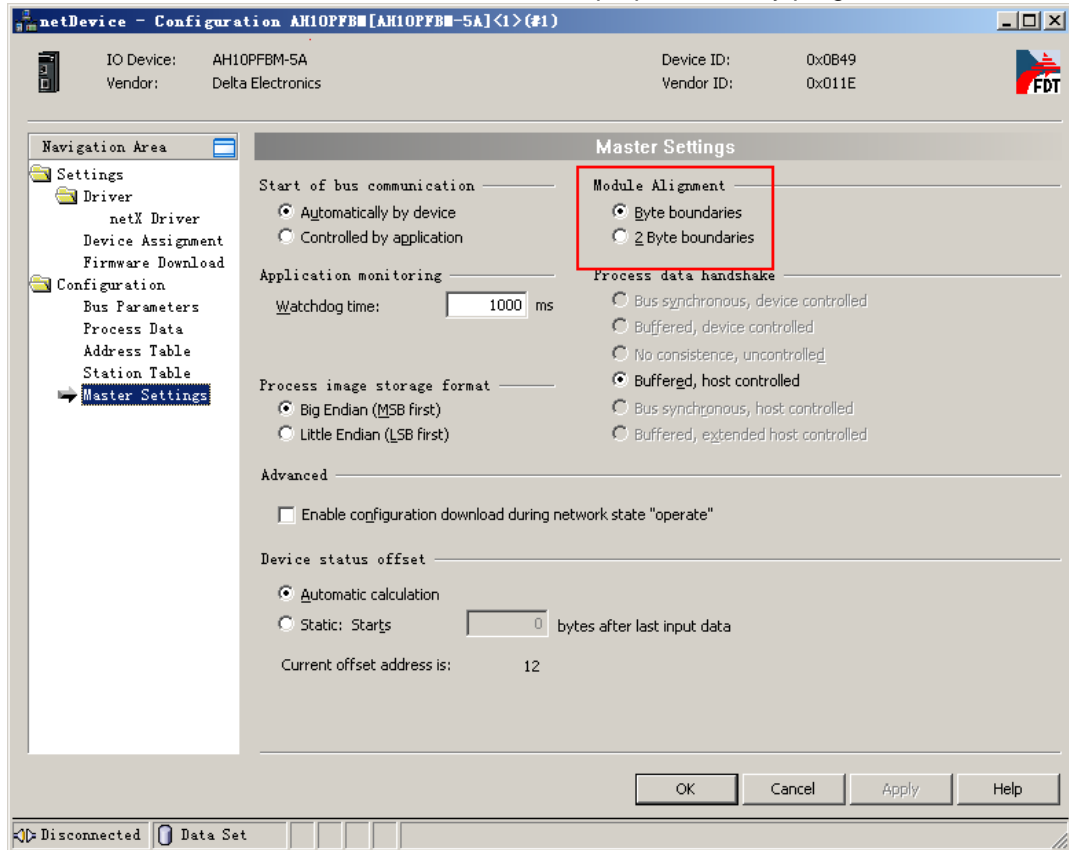 netDevice - Configuration AH10PFBM[AH10PFBM-5A]<1>(#1)
IO Device: AH10PFBM-5A Device ID: 0x0B49
Vendor: Delta Electronics Vendor ID: 0x011E
FDT
Navigation Area
Settings
Driver
netX Driver
Device Assignment
Firmware Download
Configuration
Bus Parameters
Process Data
Address Table
Station Table
Master Settings
Master Settings
Start of bus communication
Automatically by device
Controlled by application
Module Alignment
Byte boundaries
2 Byte boundaries
Application monitoring
Watchdog time: 1000 ms
Process data handshake
Bus synchronous, device controlled
Buffered, device controlled
No consistence, uncontrolled
Buffered, host controlled
Bus synchronous, host controlled
Buffered, extended host controlled
Process image storage format
Big Endian (MSB first)
Little Endian (LSB first)
Advanced
Enable configuration download during network state "operate"
Device status offset
Automatic calculation
Static: Starts 0 bytes after last input data
Current offset address is: 12
OK Cancel Apply Help
Disconnected Data Set